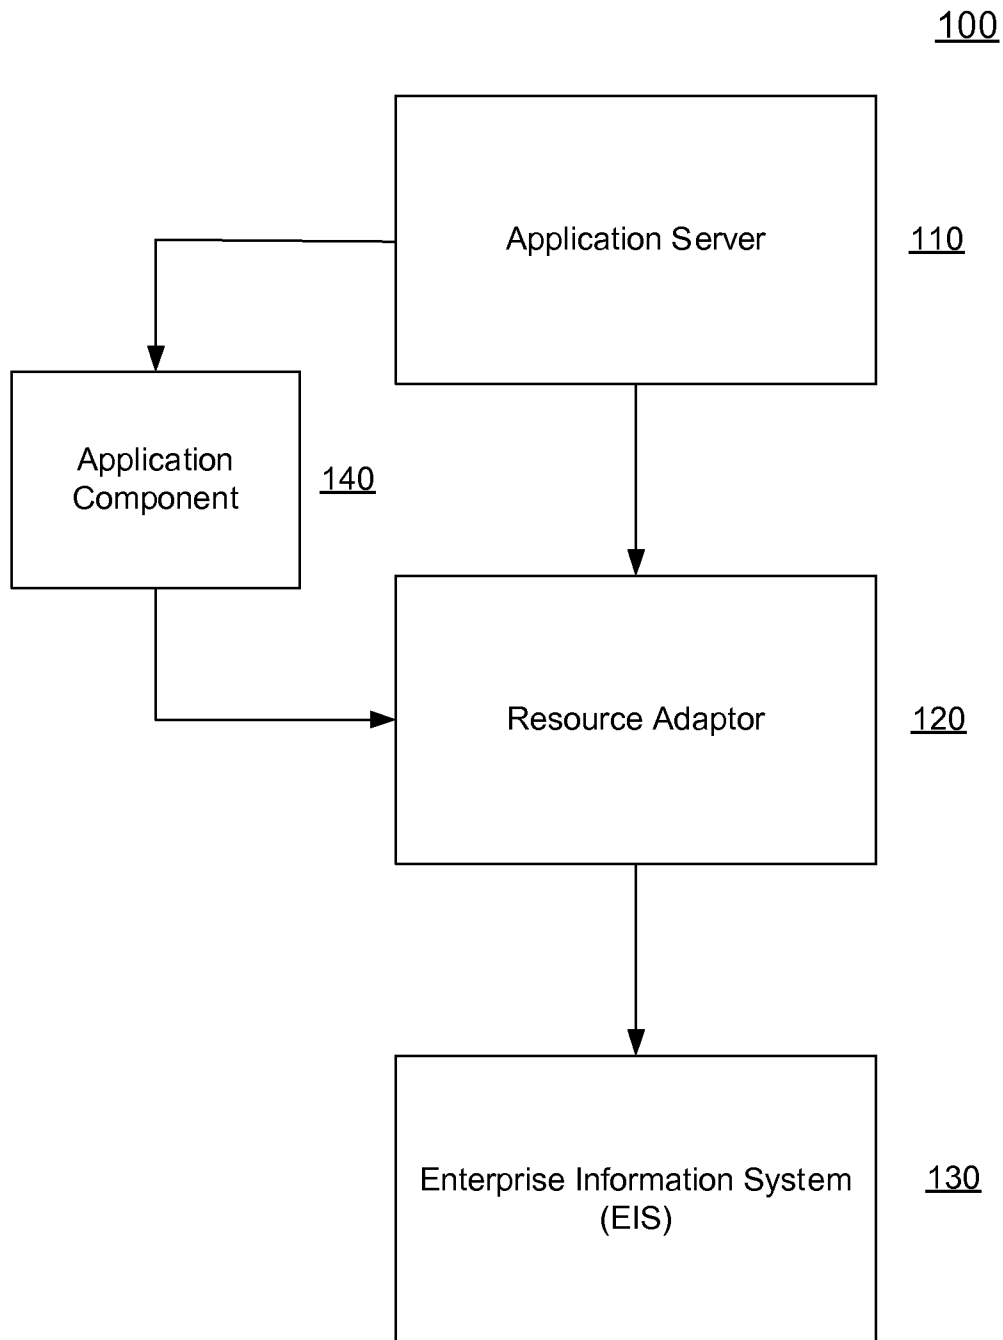 100
Application Server
110
Application
Component
140
Resource Adaptor
120
Enterprise Information System
(EIS)
130